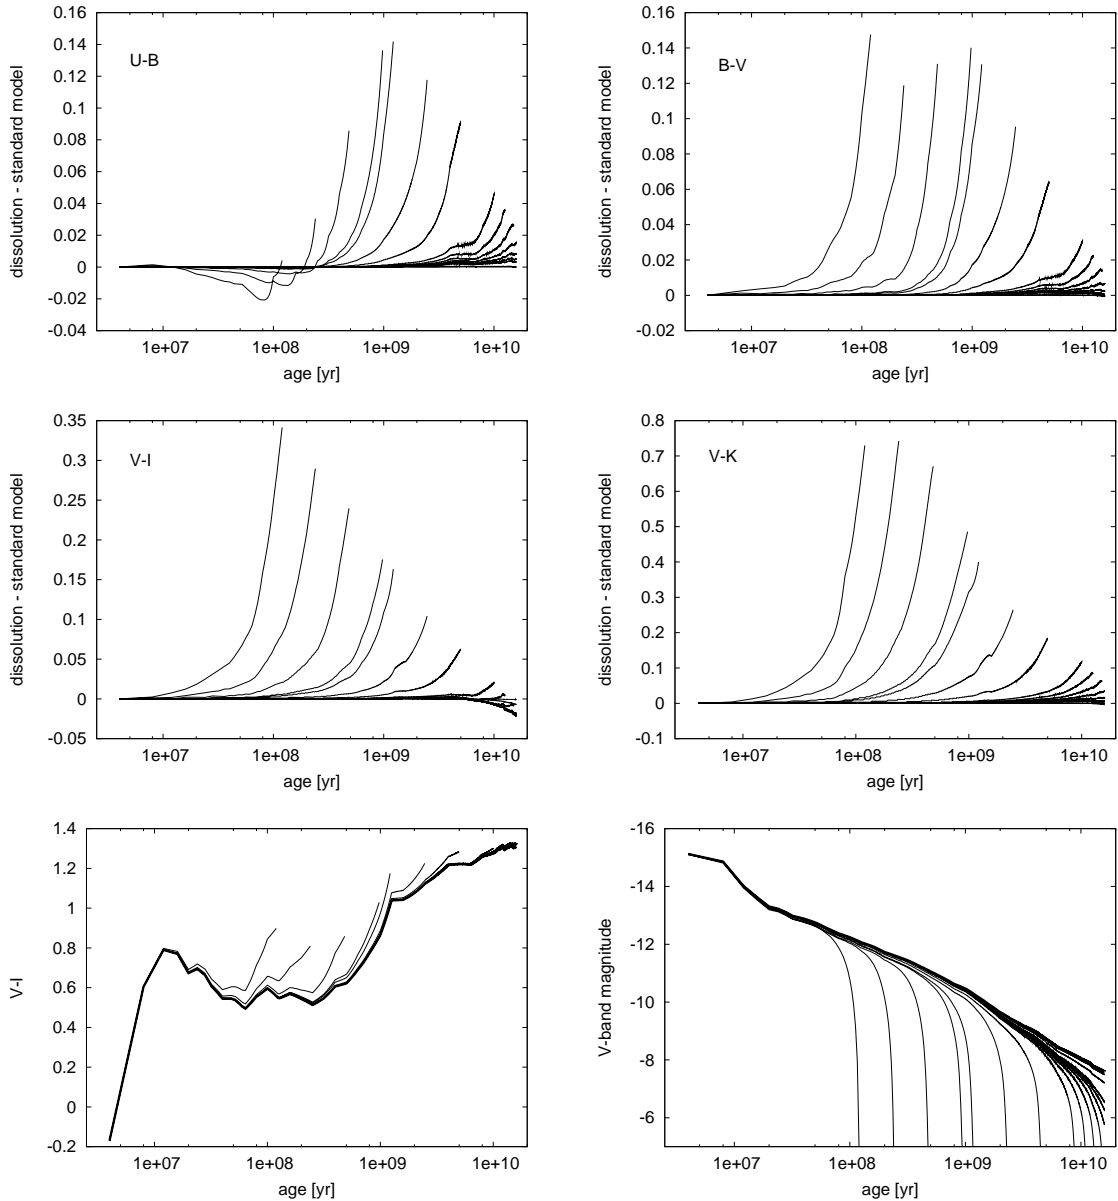 0.16
0.14
0.12
0.1
0.08
0.06
0.04
0.02
0
-0.02
-0.04
U-B
dissolution - standard model
1e+07 1e+08 1e+09 1e+10
age [yr]
0.16
0.14
0.12
0.1
0.08
0.06
0.04
0.02
0
-0.02
B-V
dissolution - standard model
1e+07 1e+08 1e+09 1e+10
age [yr]
0.35
0.3
0.25
0.2
0.15
0.1
0.05
0
-0.05
V-I
dissolution - standard model
1e+07 1e+08 1e+09 1e+10
age [yr]
0.8
0.7
0.6
0.5
0.4
0.3
0.2
0.1
0
-0.1
V-K
dissolution - standard model
1e+07 1e+08 1e+09 1e+10
age [yr]
1.4
1.2
1
0.8
0.6
0.4
0.2
0
-0.2
V-I
1e+07 1e+08 1e+09 1e+10
age [yr]
-16
-14
-12
-10
-8
-6
V-band magnitude
1e+07 1e+08 1e+09 1e+10
age [yr]